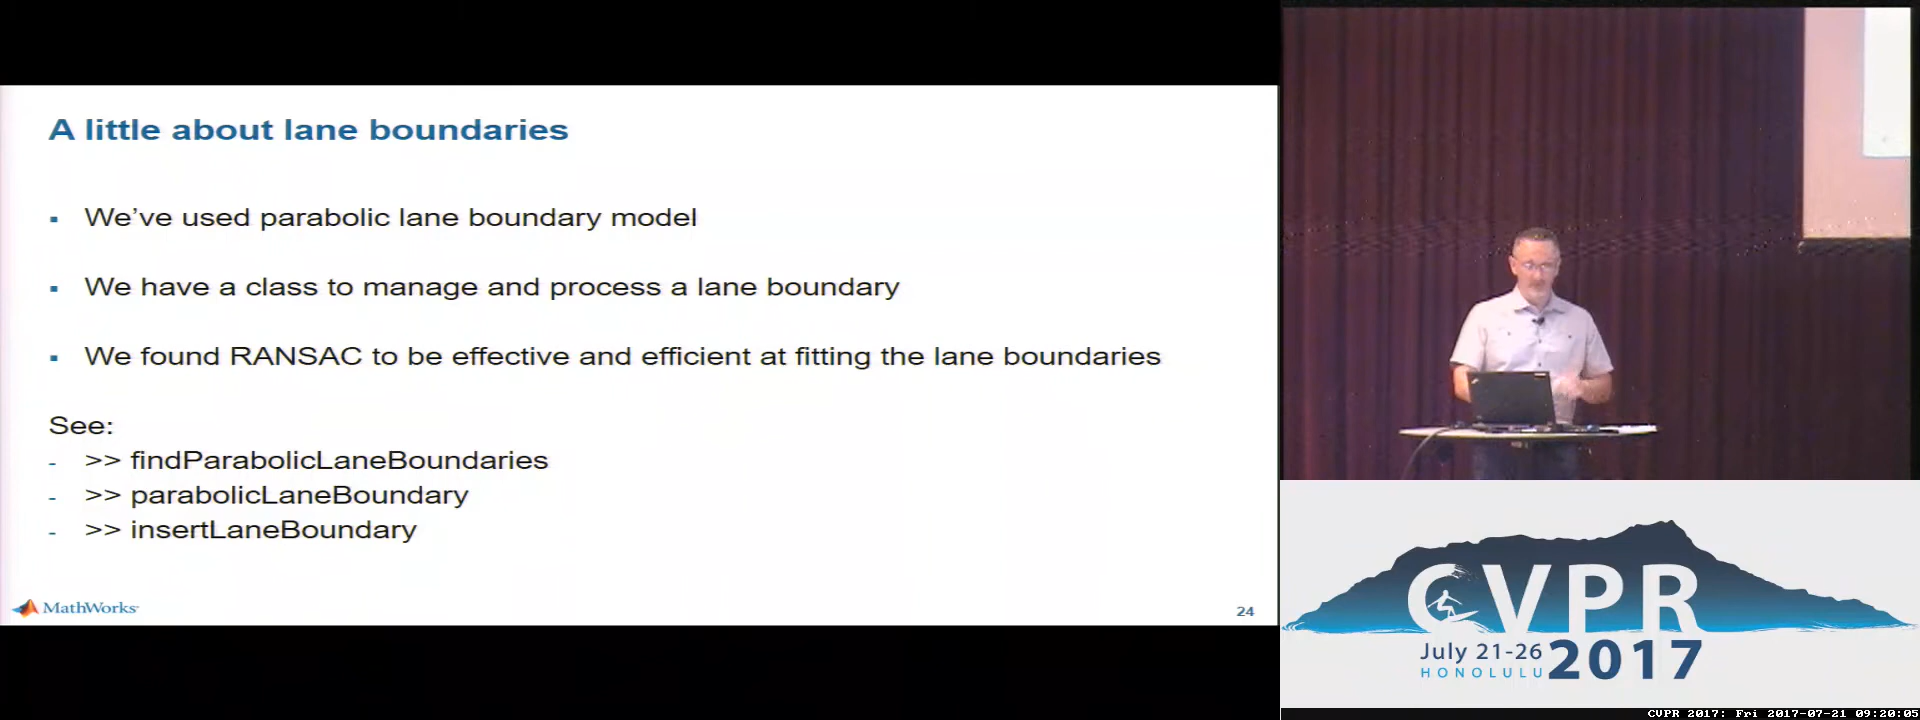 A little about lane boundaries
▪ We've used parabolic lane boundary model
▪ We have a class to manage and process a lane boundary
▪ We found RANSAC to be effective and efficient at fitting the lane boundaries
See:
- >> findParabolicLaneBoundaries
- >> parabolicLaneBoundary
- >> insertLaneBoundary
MathWorks
24
CVPR
July 21-26
HONOLULU
2017
CVPR 2017: Fri 2017-07-21 09:20:05